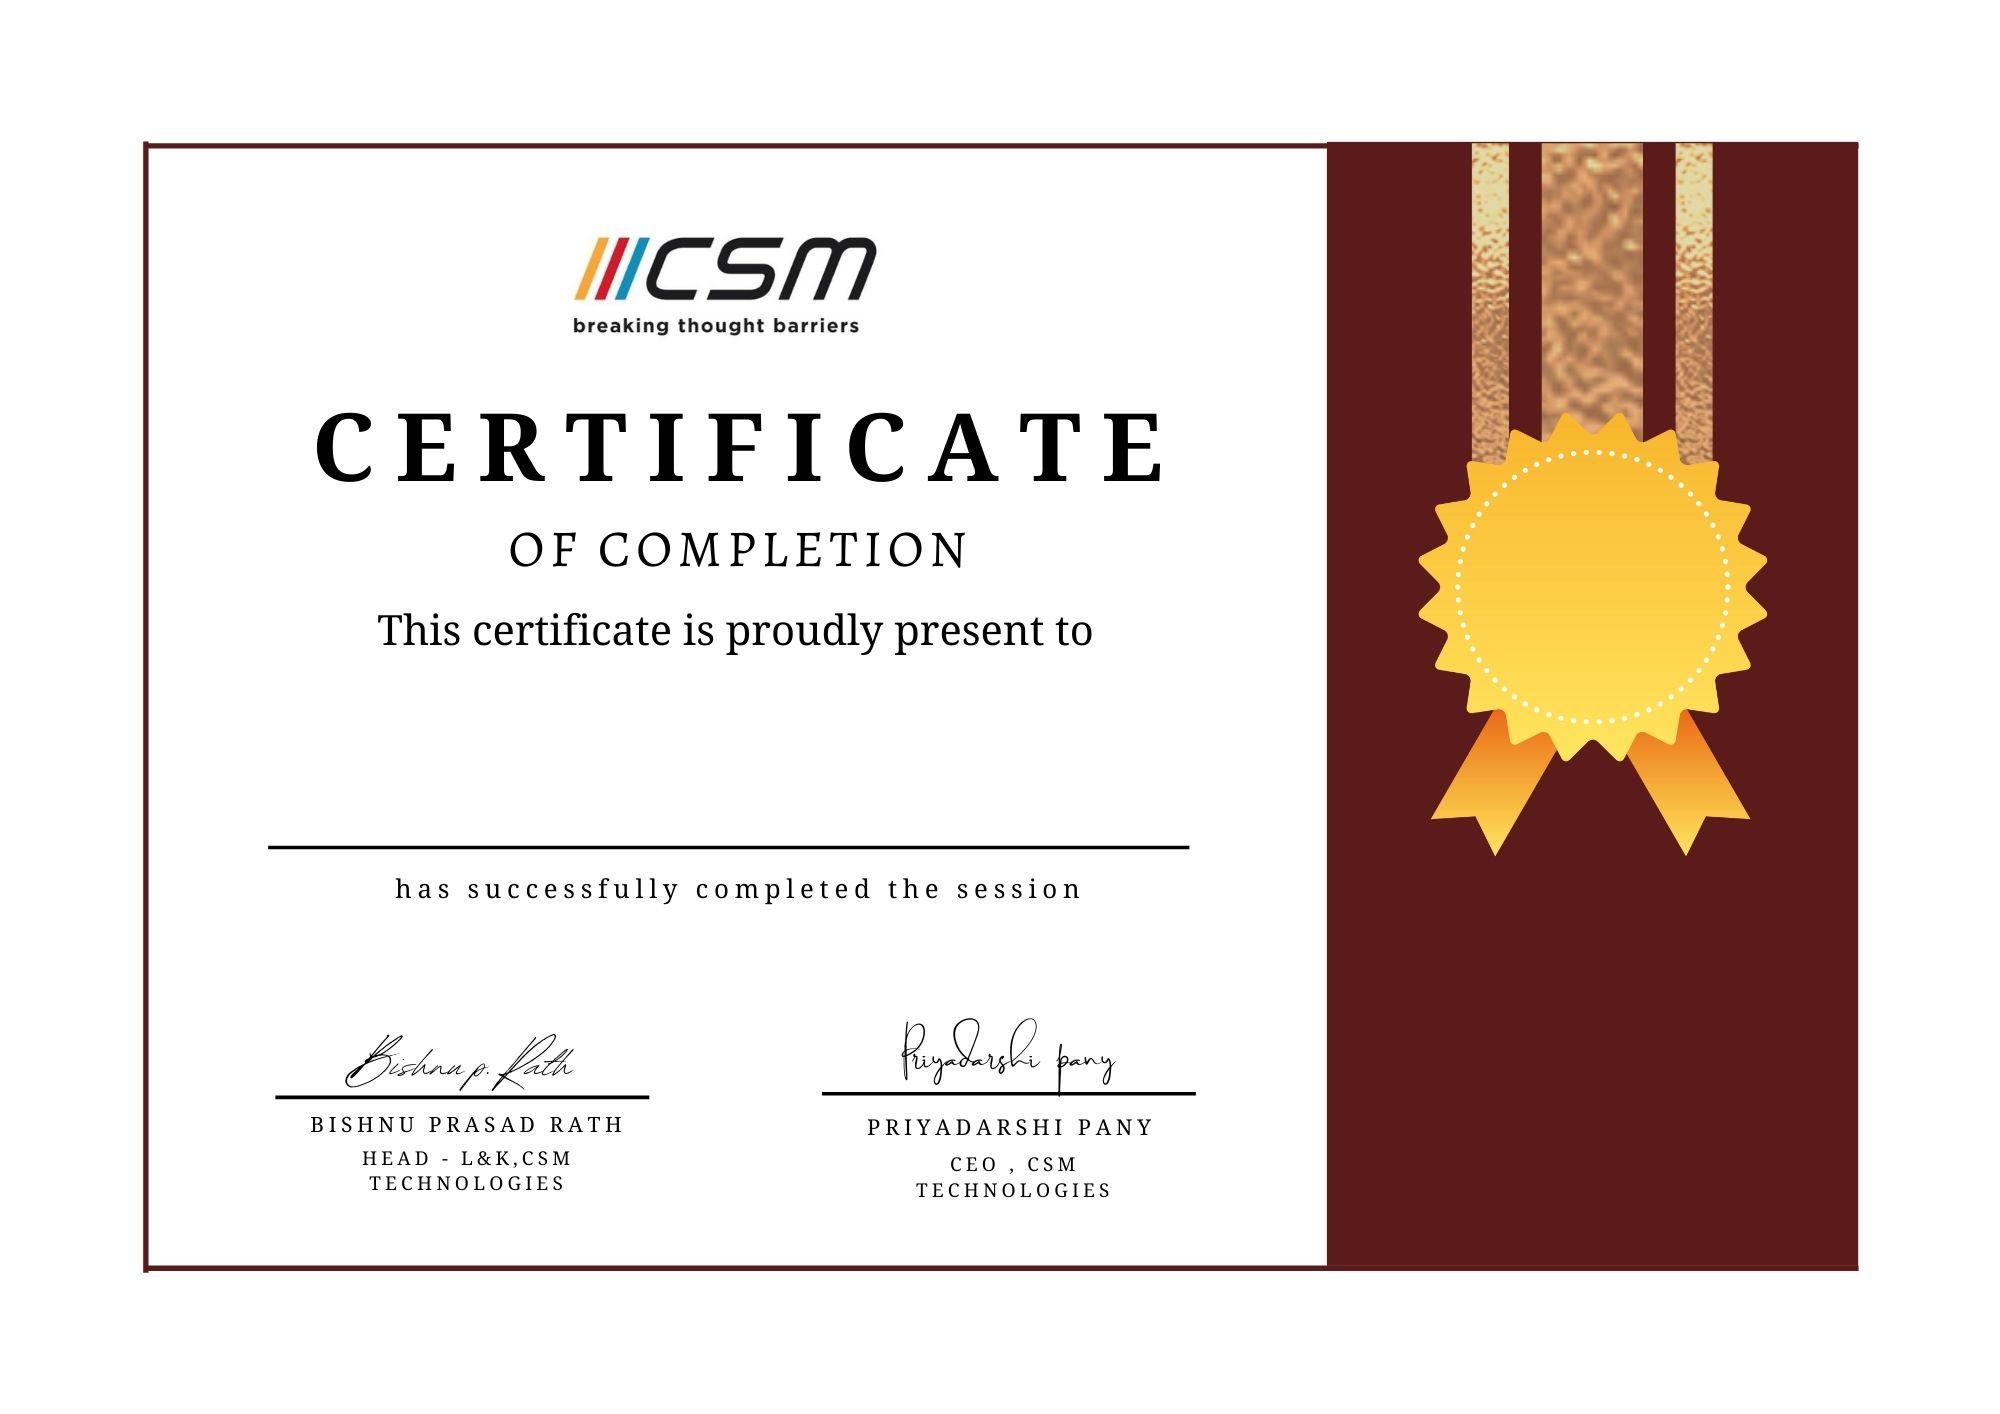 CSM
breaking thought barriers
CERTIFICATE
OF COMPLETION
This certificate is proudly present to
has successfully completed the session
Bishnu p. Rath
Priyadarshi pany
BISHNU PRASAD RATH
HEAD - L&K,CSM
TECHNOLOGIES
PRIYADARSHI PANY
CEO , CSM
TECHNOLOGIES